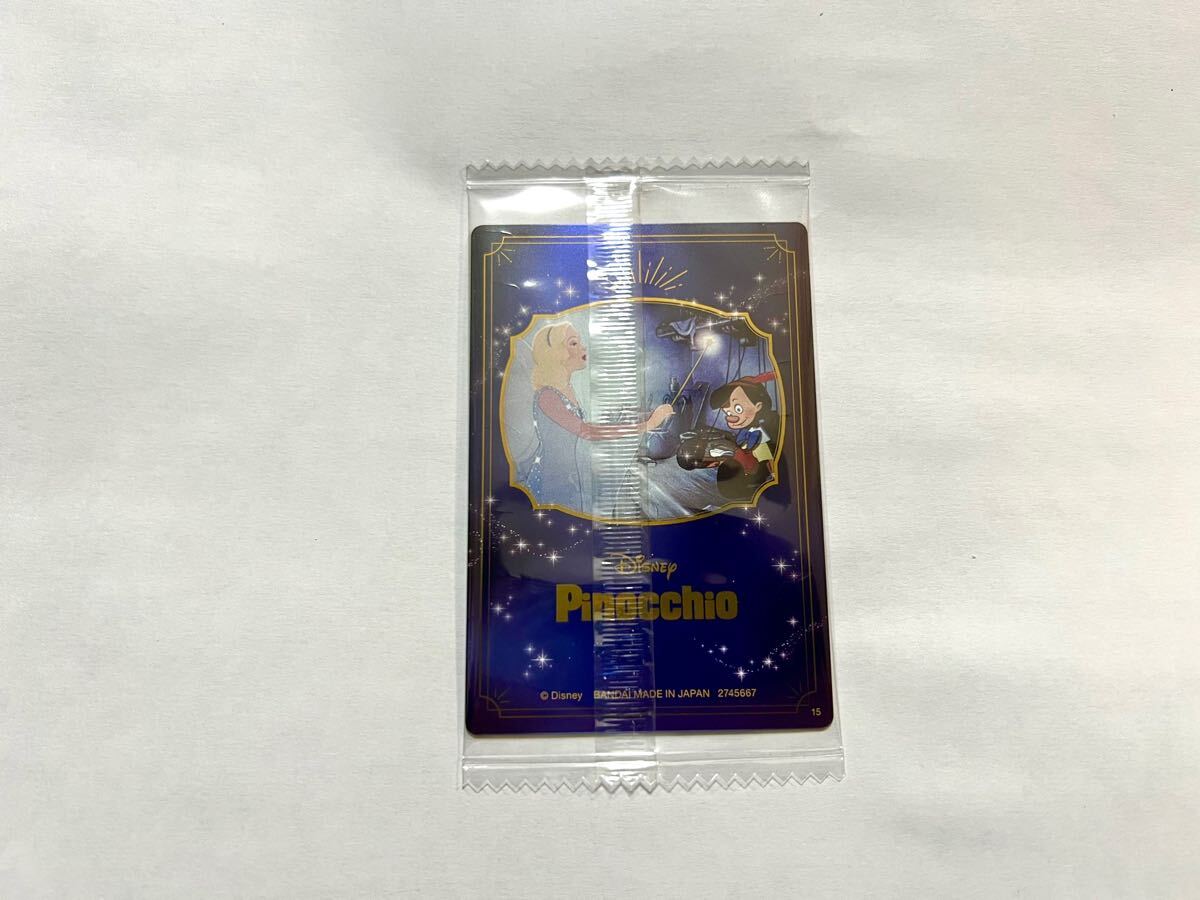 Disney
Pinocchio
© Disney BANDAI MADE IN JAPAN 2745667
15